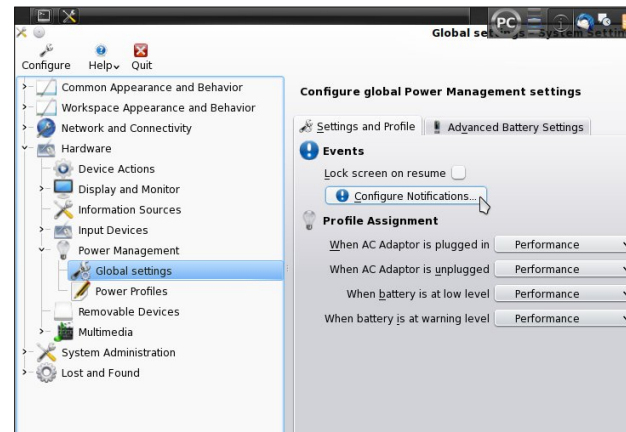 PC
Global set
System Settin
Configure Help Quit
Common Appearance and Behavior
Workspace Appearance and Behavior
Network and Connectivity
Hardware
Device Actions
Display and Monitor
Information Sources
Input Devices
Power Management
Global settings
Power Profiles
Removable Devices
Multimedia
System Administration
Lost and Found
Configure global Power Management settings
Settings and Profile Advanced Battery Settings
Events
Lock screen on resume
Configure Notifications...
Profile Assignment
When AC Adaptor is plugged in Performance
When AC Adaptor is unplugged Performance
When battery is at low level Performance
When battery is at warning level Performance